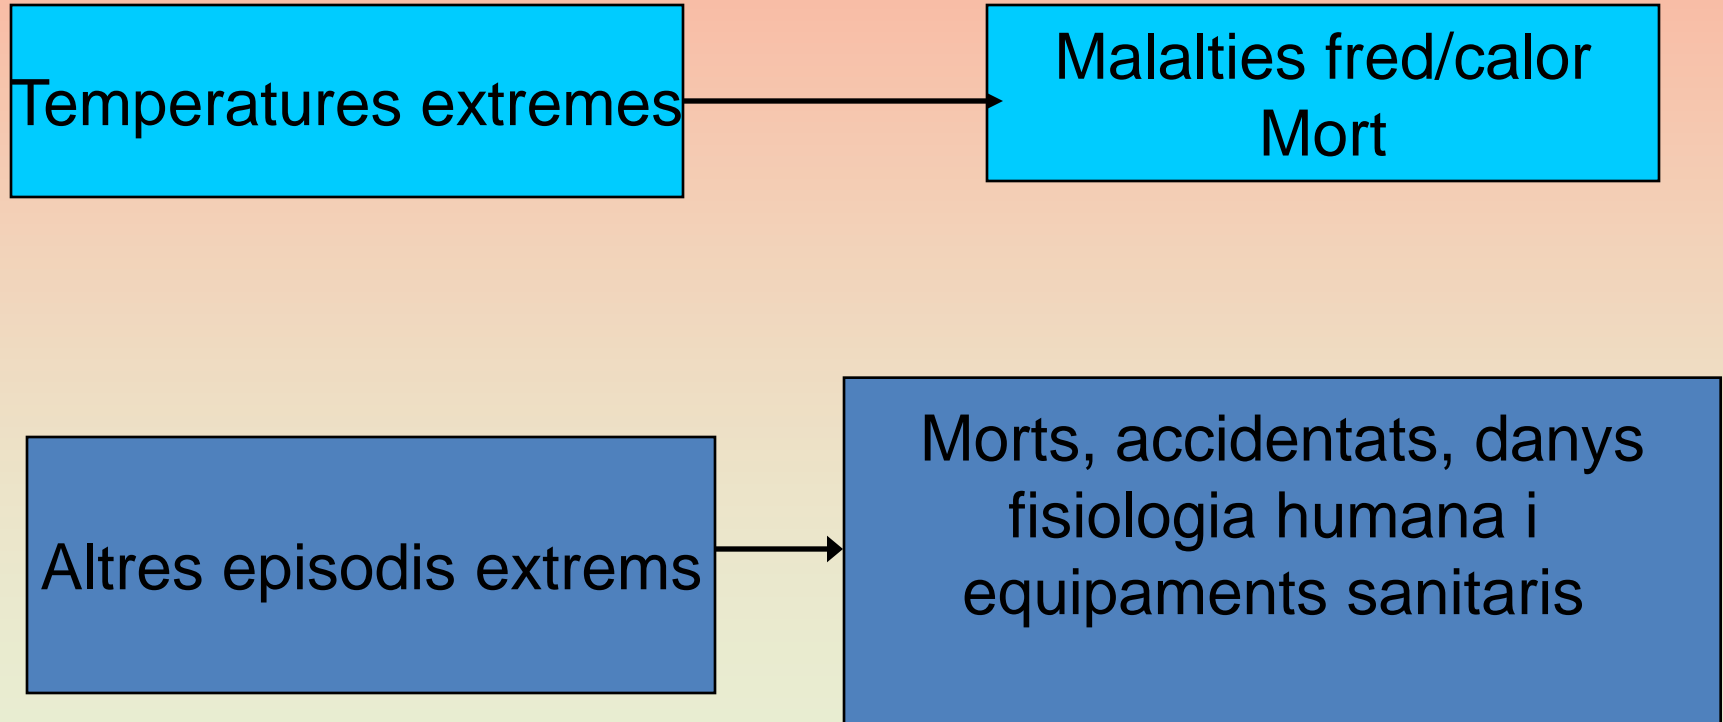 Temperatures extremes
Malalties fred/calor
Mort
Altres episodis extrems
Morts, accidentats, danys
fisiologia humana i
equipaments sanitaris